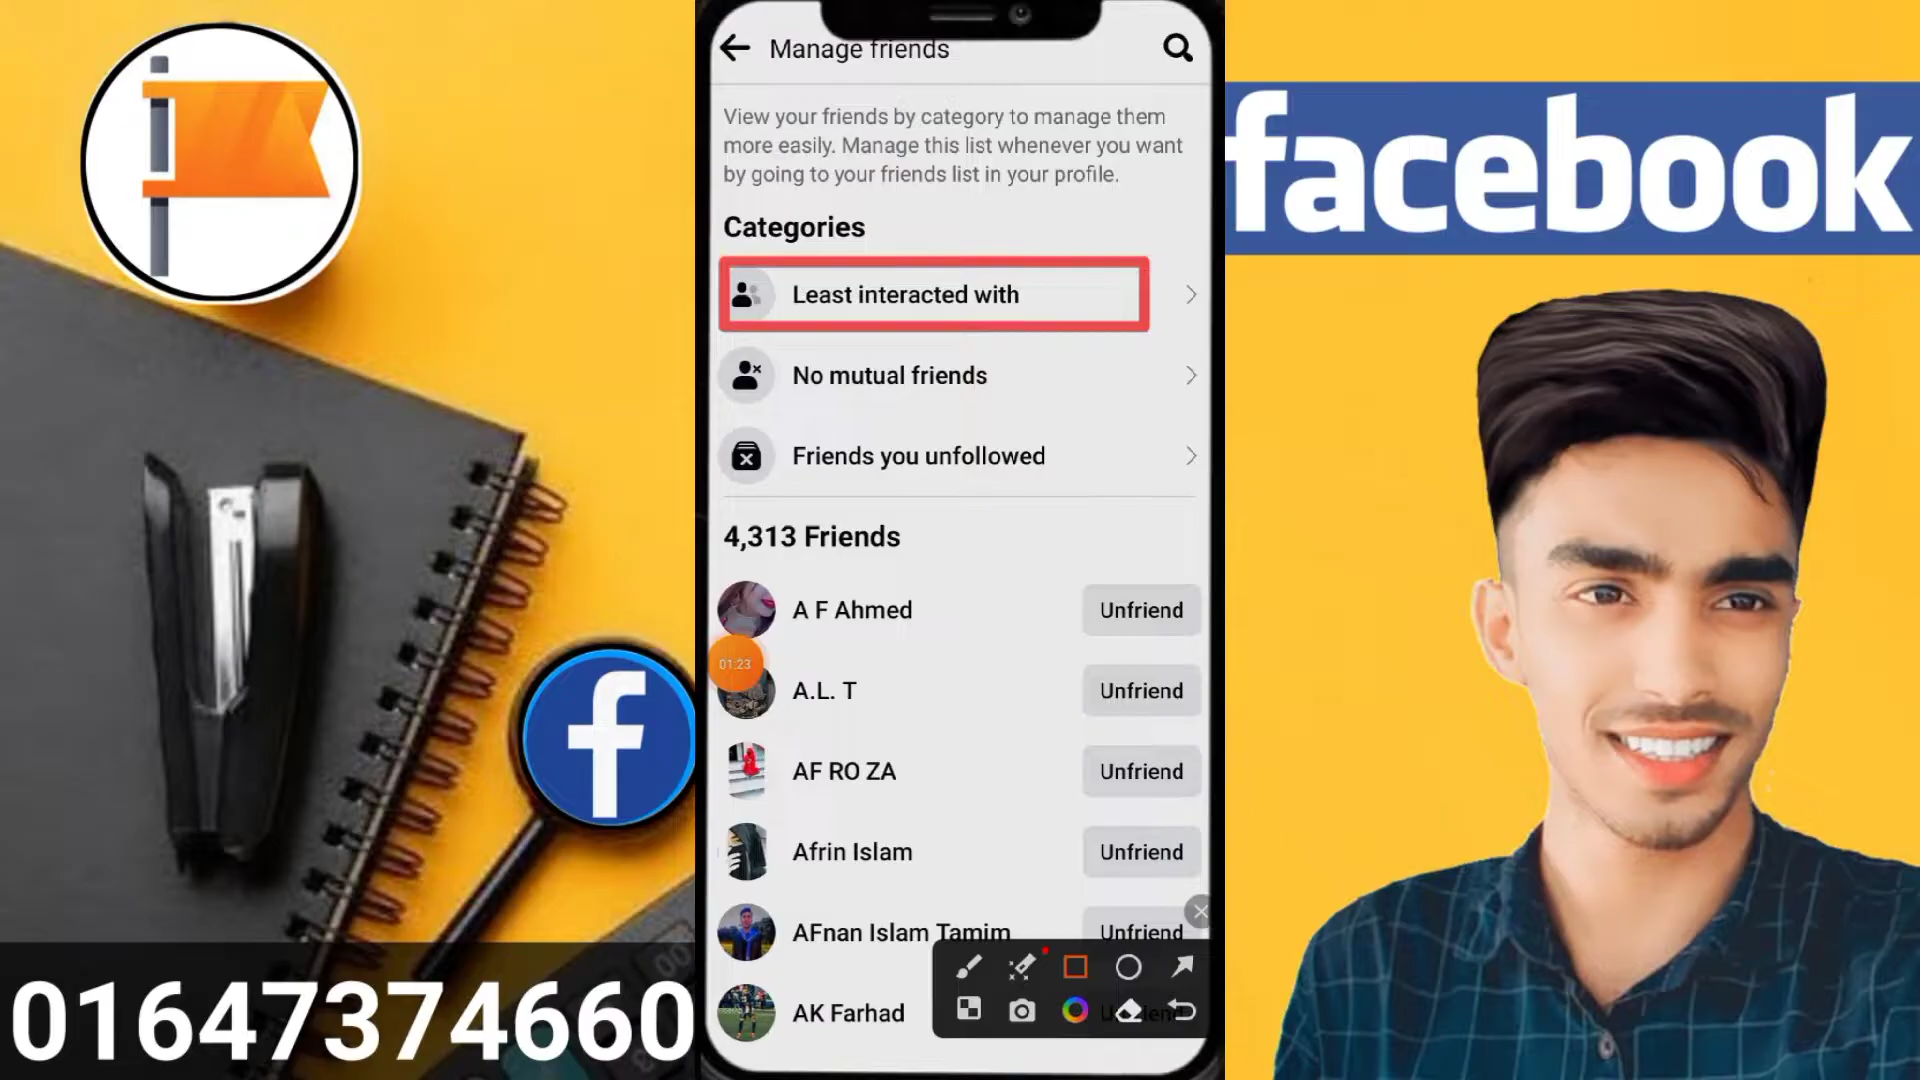 Manage friends
View your friends by category to manage them
more easily. Manage this list whenever you want
by going to your friends list in your profile.
Categories
Least interacted with
No mutual friends
Friends you unfollowed
4,313 Friends
A F Ahmed
Unfriend
01:23
A.L. T
Unfriend
AF RO ZA
Unfriend
Afrin Islam
Unfriend
AFnan Islam Tamim
Unfriend
AK Farhad
facebook
f
01647374660